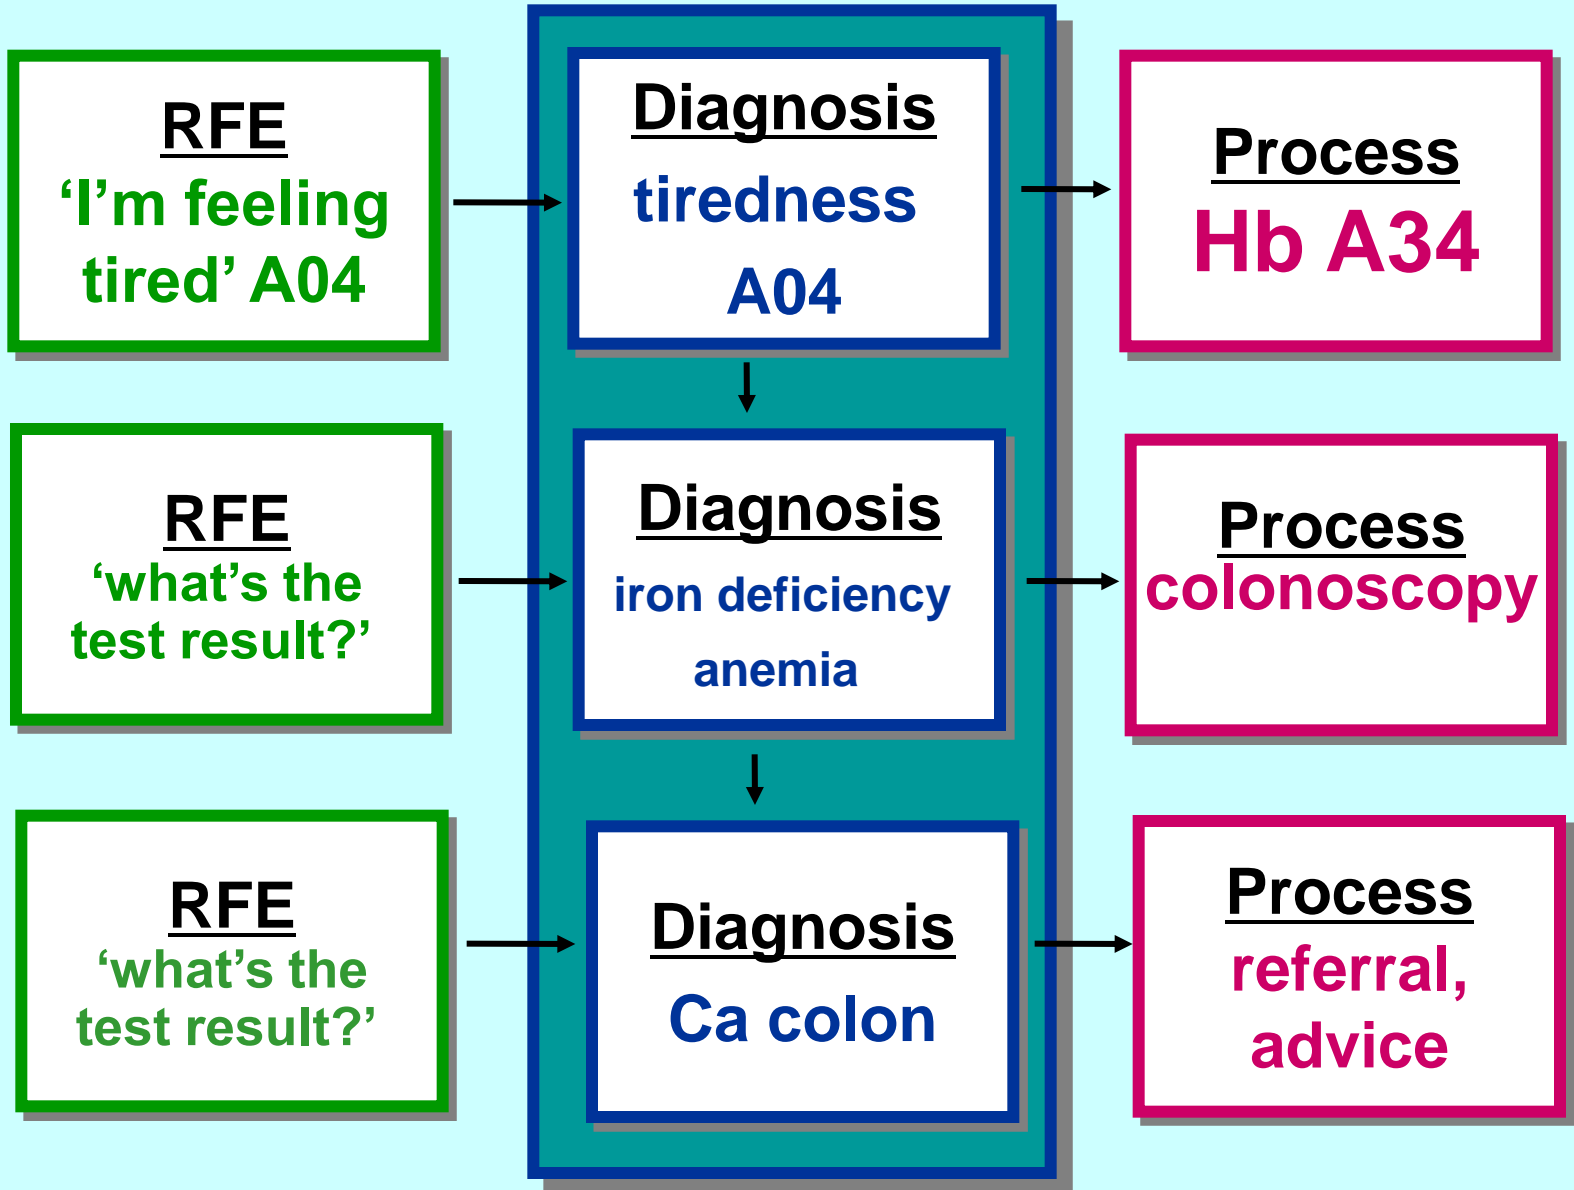 RFE
‘I’m feeling
tired’ A04
Diagnosis
tiredness
A04
Process
Hb A34
RFE
‘what’s the
test result?’
Diagnosis
iron deficiency
anemia
Process
colonoscopy
RFE
‘what’s the
test result?’
Diagnosis
Ca colon
Process
referral,
advice